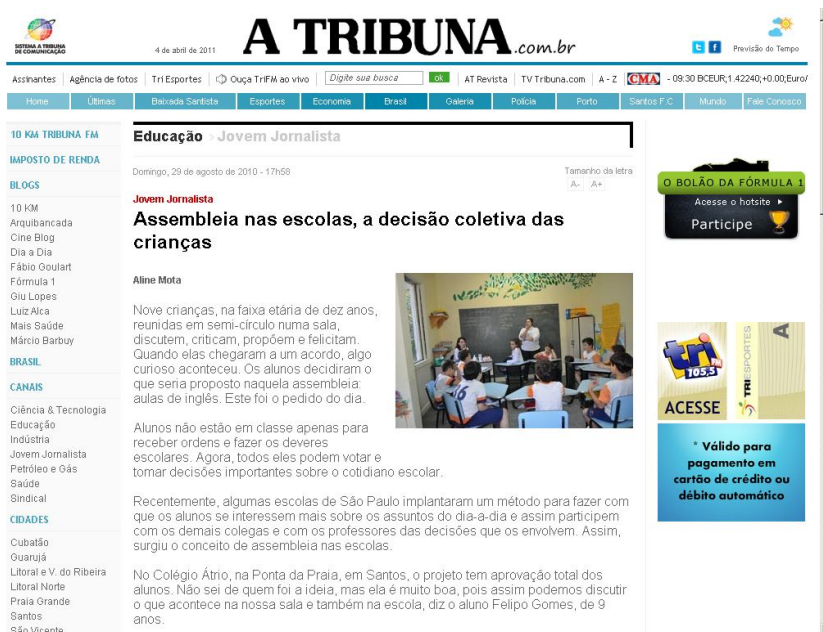 SISTEMA A TRIBUNA
DE COMUNICAÇÃO
4 de abril de 2011
A TRIBUNA.com.br
Previsão do Tempo
Assinantes | Agência de fotos | Tri Esportes | Ouça TriFM ao vivo | Digite sua busca ok | AT Revista | TV Tribuna.com | A - Z | CMA - 09:30 BCEUR;1.42240;+0.00;Euro/
Home Últimas Baixada Santista Esportes Economia Brasil Galeria Polícia Porto Santos F.C Mundo Fale Conosco
10 KM TRIBUNA FM
IMPOSTO DE RENDA
BLOGS
10 KM
Arquibancada
Cine Blog
Dia a Dia
Fábio Goulart
Fórmula 1
Giu Lopes
Luiz Alca
Mais Saúde
Márcio Barbuy
BRASIL
CANAIS
Ciência & Tecnologia
Educação
Indústria
Jovem Jornalista
Petróleo e Gás
Saúde
Sindical
CIDADES
Cubatão
Guarujá
Litoral e V. do Ribeira
Litoral Norte
Praia Grande
Santos
São Vicente
Educação > Jovem Jornalista
Domingo, 29 de agosto de 2010 - 17h58
Tamanho da letra
A- A+
Jovem Jornalista
Assembleia nas escolas, a decisão coletiva das
crianças
Aline Mota
Nove crianças, na faixa etária de dez anos,
reunidas em semi-círculo numa sala,
discutem, criticam, propõem e felicitam.
Quando elas chegaram a um acordo, algo
curioso aconteceu. Os alunos decidiram o
que seria proposto naquela assembleia:
aulas de inglês. Este foi o pedido do dia.
Alunos não estão em classe apenas para
receber ordens e fazer os deveres
escolares. Agora, todos eles podem votar e
tomar decisões importantes sobre o cotidiano escolar.
Recentemente, algumas escolas de São Paulo implantaram um método para fazer com
que os alunos se interessem mais sobre os assuntos do dia-a-dia e assim participem
com os demais colegas e com os professores das decisões que os envolvem. Assim,
surgiu o conceito de assembleia nas escolas.
No Colégio Átrio, na Ponta da Praia, em Santos, o projeto tem aprovação total dos
alunos. Não sei de quem foi a ideia, mas ela é muito boa, pois assim podemos discutir
o que acontece na nossa sala e também na escola, diz o aluno Felipo Gomes, de 9
anos.
O BOLÃO DA FÓRMULA 1
Acesse o hotsite
Participe
tri
FM
105,5
ACESSE
TRIESPORTES
A
* Válido para
pagamento em
cartão de crédito ou
débito automático